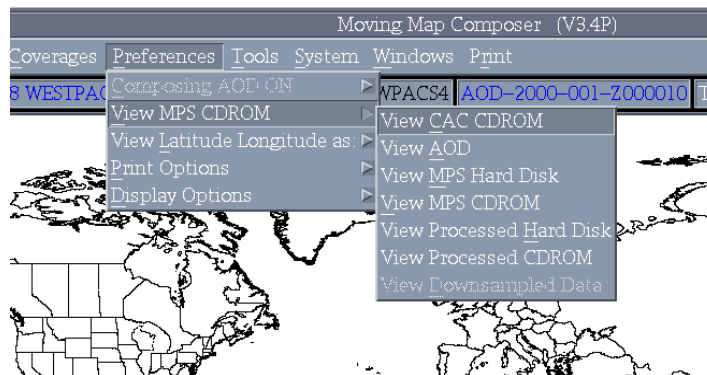 Moving Map Composer (V3.4P)
Coverages Preferences Tools System Windows Print
8 WESTPAC WPACS4 AOD-2000-001-Z000010
Composing AOD ON
View MPS CDROM
View Latitude Longitude as:
Print Options
Display Options
View CAC CDROM
View AOD
View MPS Hard Disk
View MPS CDROM
View Processed Hard Disk
View Processed CDROM
View Downsampled Data